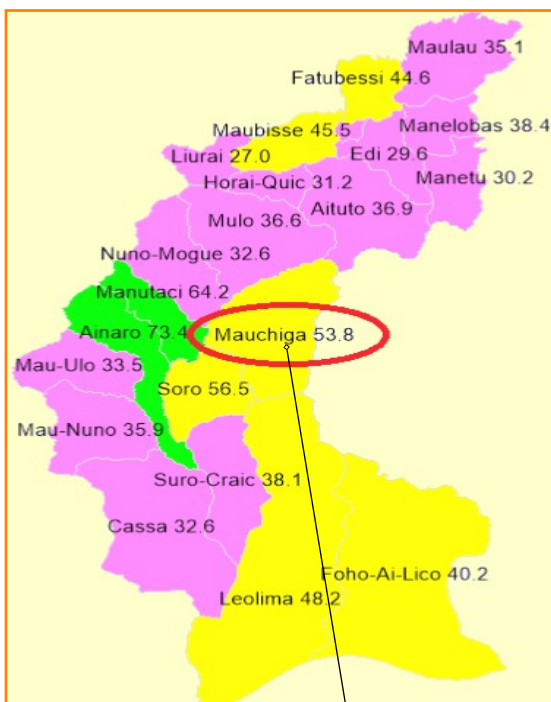 Maulau 35.1
Fatubessi 44.6
Maubisse 45.5
Manelobas 38.4
Liurai 27.0
Edi 29.6
Horai-Quic 31.2
Manetu 30.2
Mulo 36.6
Aituto 36.9
Nuno-Mogue 32.6
Manutaci 64.2
Ainaro 73.4
Mauchiga 53.8
Mau-Ulo 33.5
Soro 56.5
Mau-Nuno 35.9
Suro-Craic 38.1
Cassa 32.6
Foho-Ai-Lico 40.2
Leolima 48.2